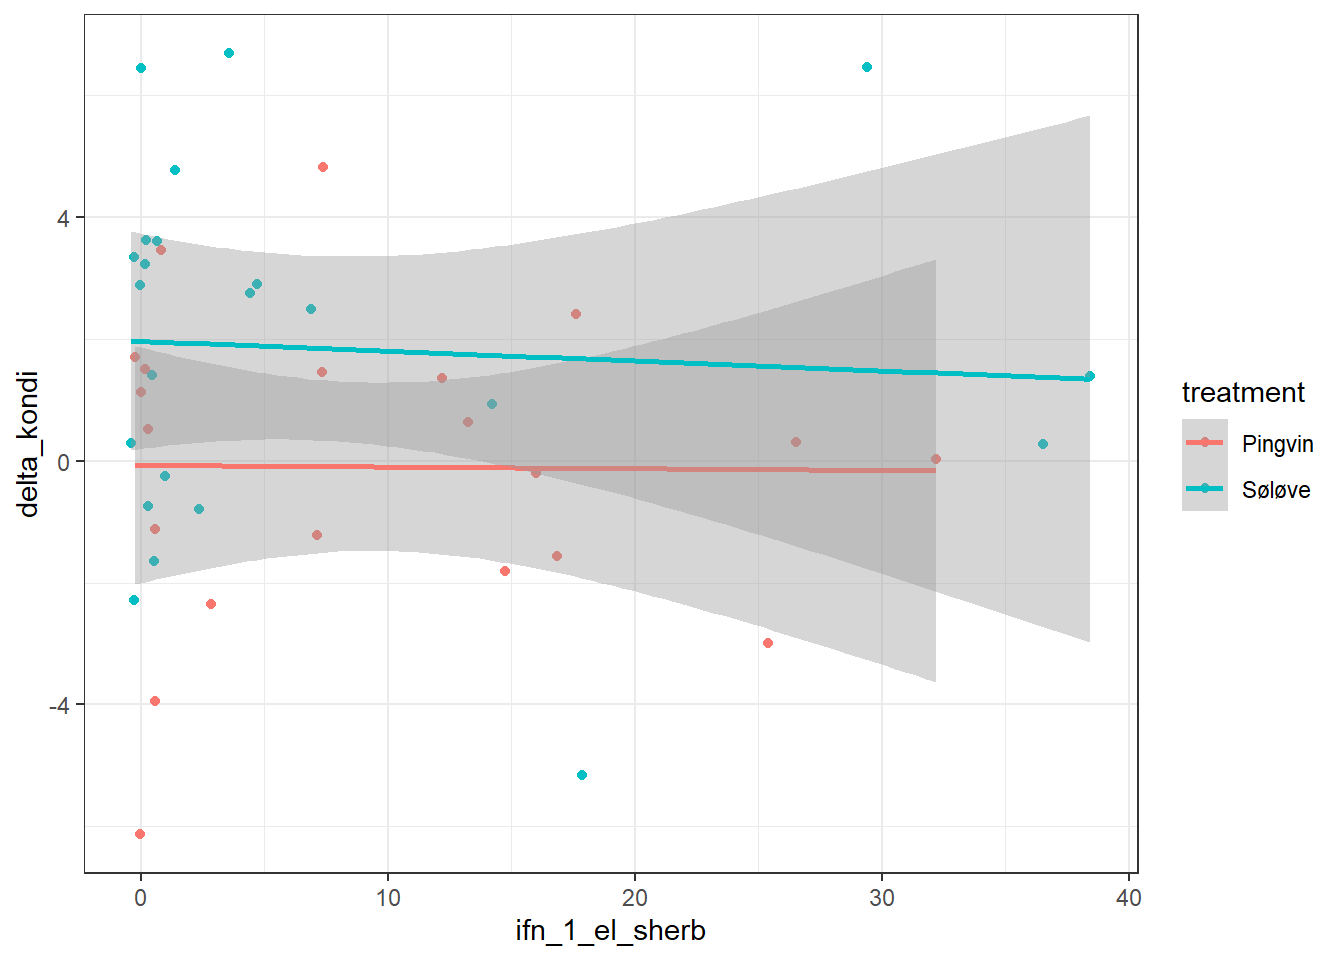 4
0
-4
delta_kondi
0 10 20 30 40
ifn_1_el_sherb
treatment
Pingvin
Søløve